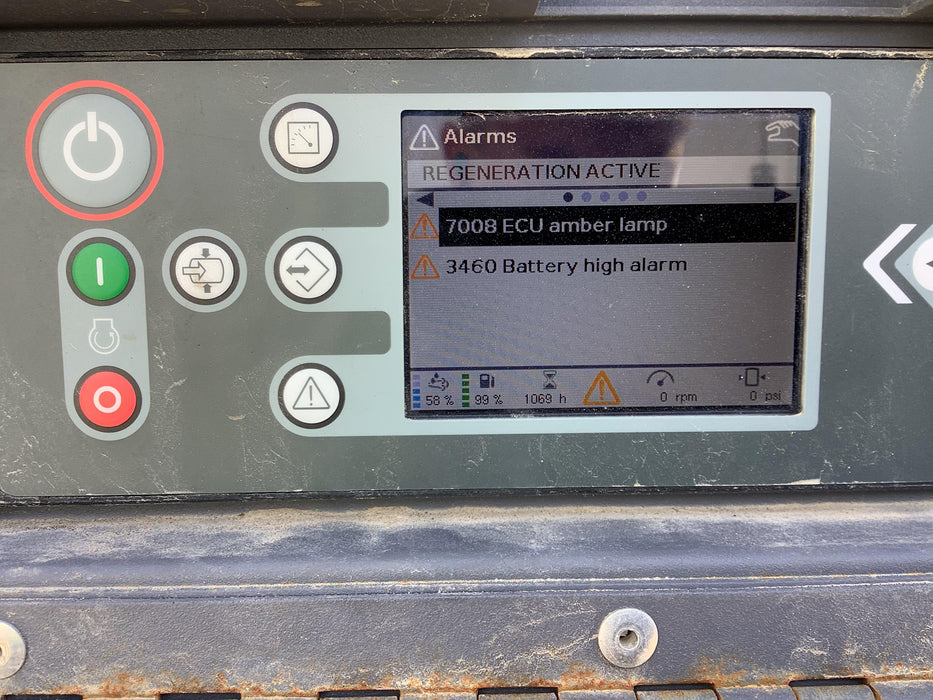 Alarms
REGENERATION ACTIVE
7008 ECU amber lamp
3460 Battery high alarm
58 % 99 % 1069 h 0 rpm 0 psi